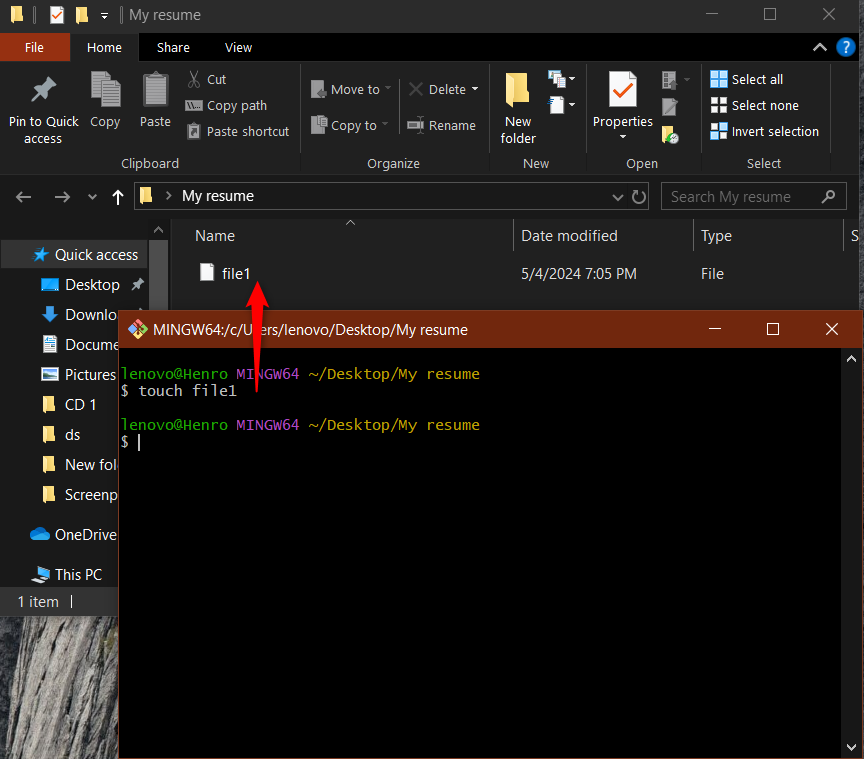 My resume
File Home Share View
Pin to Quick access
Copy
Paste
Cut
Copy path
Paste shortcut
Clipboard
Move to
Copy to
Delete
Rename
Organize
New folder
New
Properties
Open
Select all
Select none
Invert selection
Select
My resume
Search My resume
Name Date modified Type S
file1 5/4/2024 7:05 PM File
Quick access
Desktop
Downlo
Docume
Pictures
CD 1
ds
New fol
Screenp
OneDrive
This PC
1 item
MINGW64:/c/Users/lenovo/Desktop/My resume
lenovo@Henro MINGW64 ~/Desktop/My resume
$ touch file1
lenovo@Henro MINGW64 ~/Desktop/My resume
$